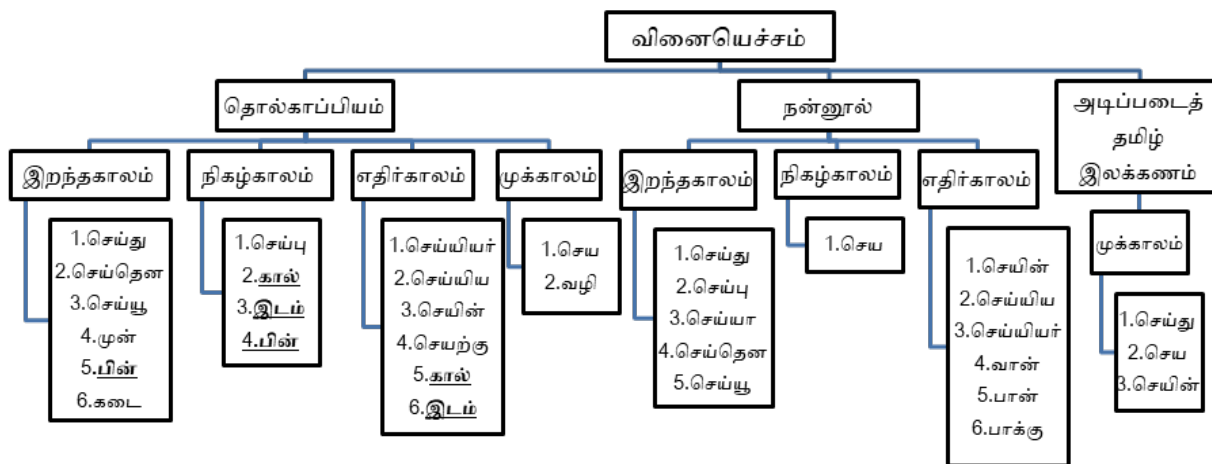 வினையெச்சம்
தொல்காப்பியம்
நன்னூல்
அடிப்படைத்
தமிழ்
இலக்கணம்
இறந்தகாலம்
நிகழ்காலம்
எதிர்காலம்
முக்காலம்
இறந்தகாலம்
நிகழ்காலம்
எதிர்காலம்
முக்காலம்
1.செய்து
2.செய்தென
3.செய்யூ
4.முன்
5.பின்
6.கடை
1.செய்பு
2.கால்
3.இடம்
4.பின்
1.செய்யியர்
2.செய்யிய
3.செயின்
4.செயற்கு
5.கால்
6.இடம்
1.செய
2.வழி
1.செய்து
2.செய்பு
3.செய்யா
4.செய்தென
5.செய்யூ
1.செய
1.செயின்
2.செய்யிய
3.செய்யியர்
4.வான்
5.பான்
6.பாக்கு
1.செய்து
2.செய
3.செயின்